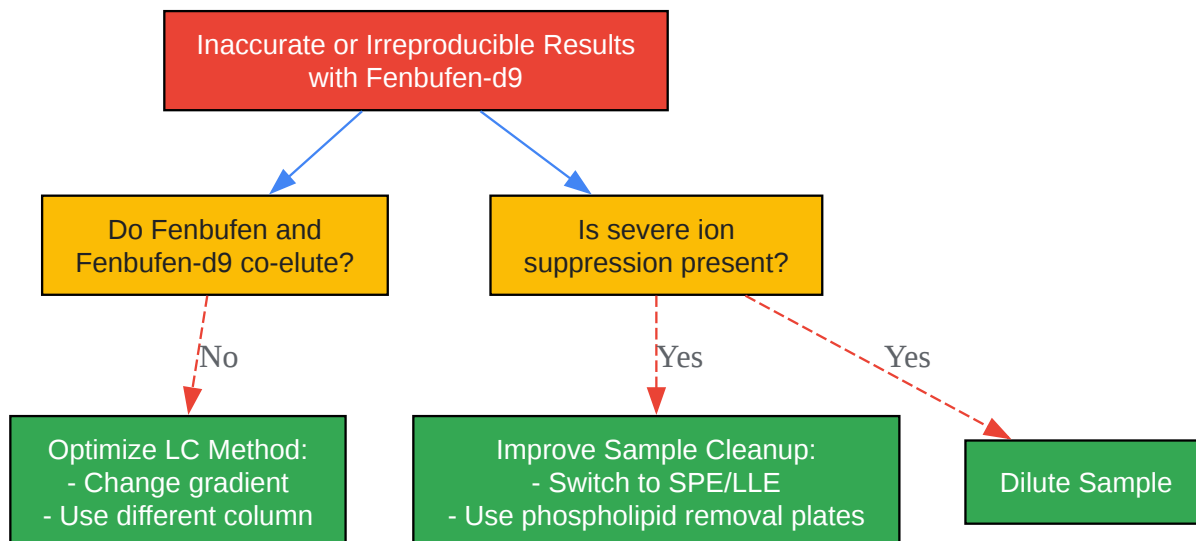 Inaccurate or Irreproducible Results
with Fenbufen-d9
Do Fenbufen and
Fenbufen-d9 co-elute?
Is severe ion
suppression present?
No
Yes
Yes
Optimize LC Method:
- Change gradient
- Use different column
Improve Sample Cleanup:
- Switch to SPE/LLE
- Use phospholipid removal plates
Dilute Sample